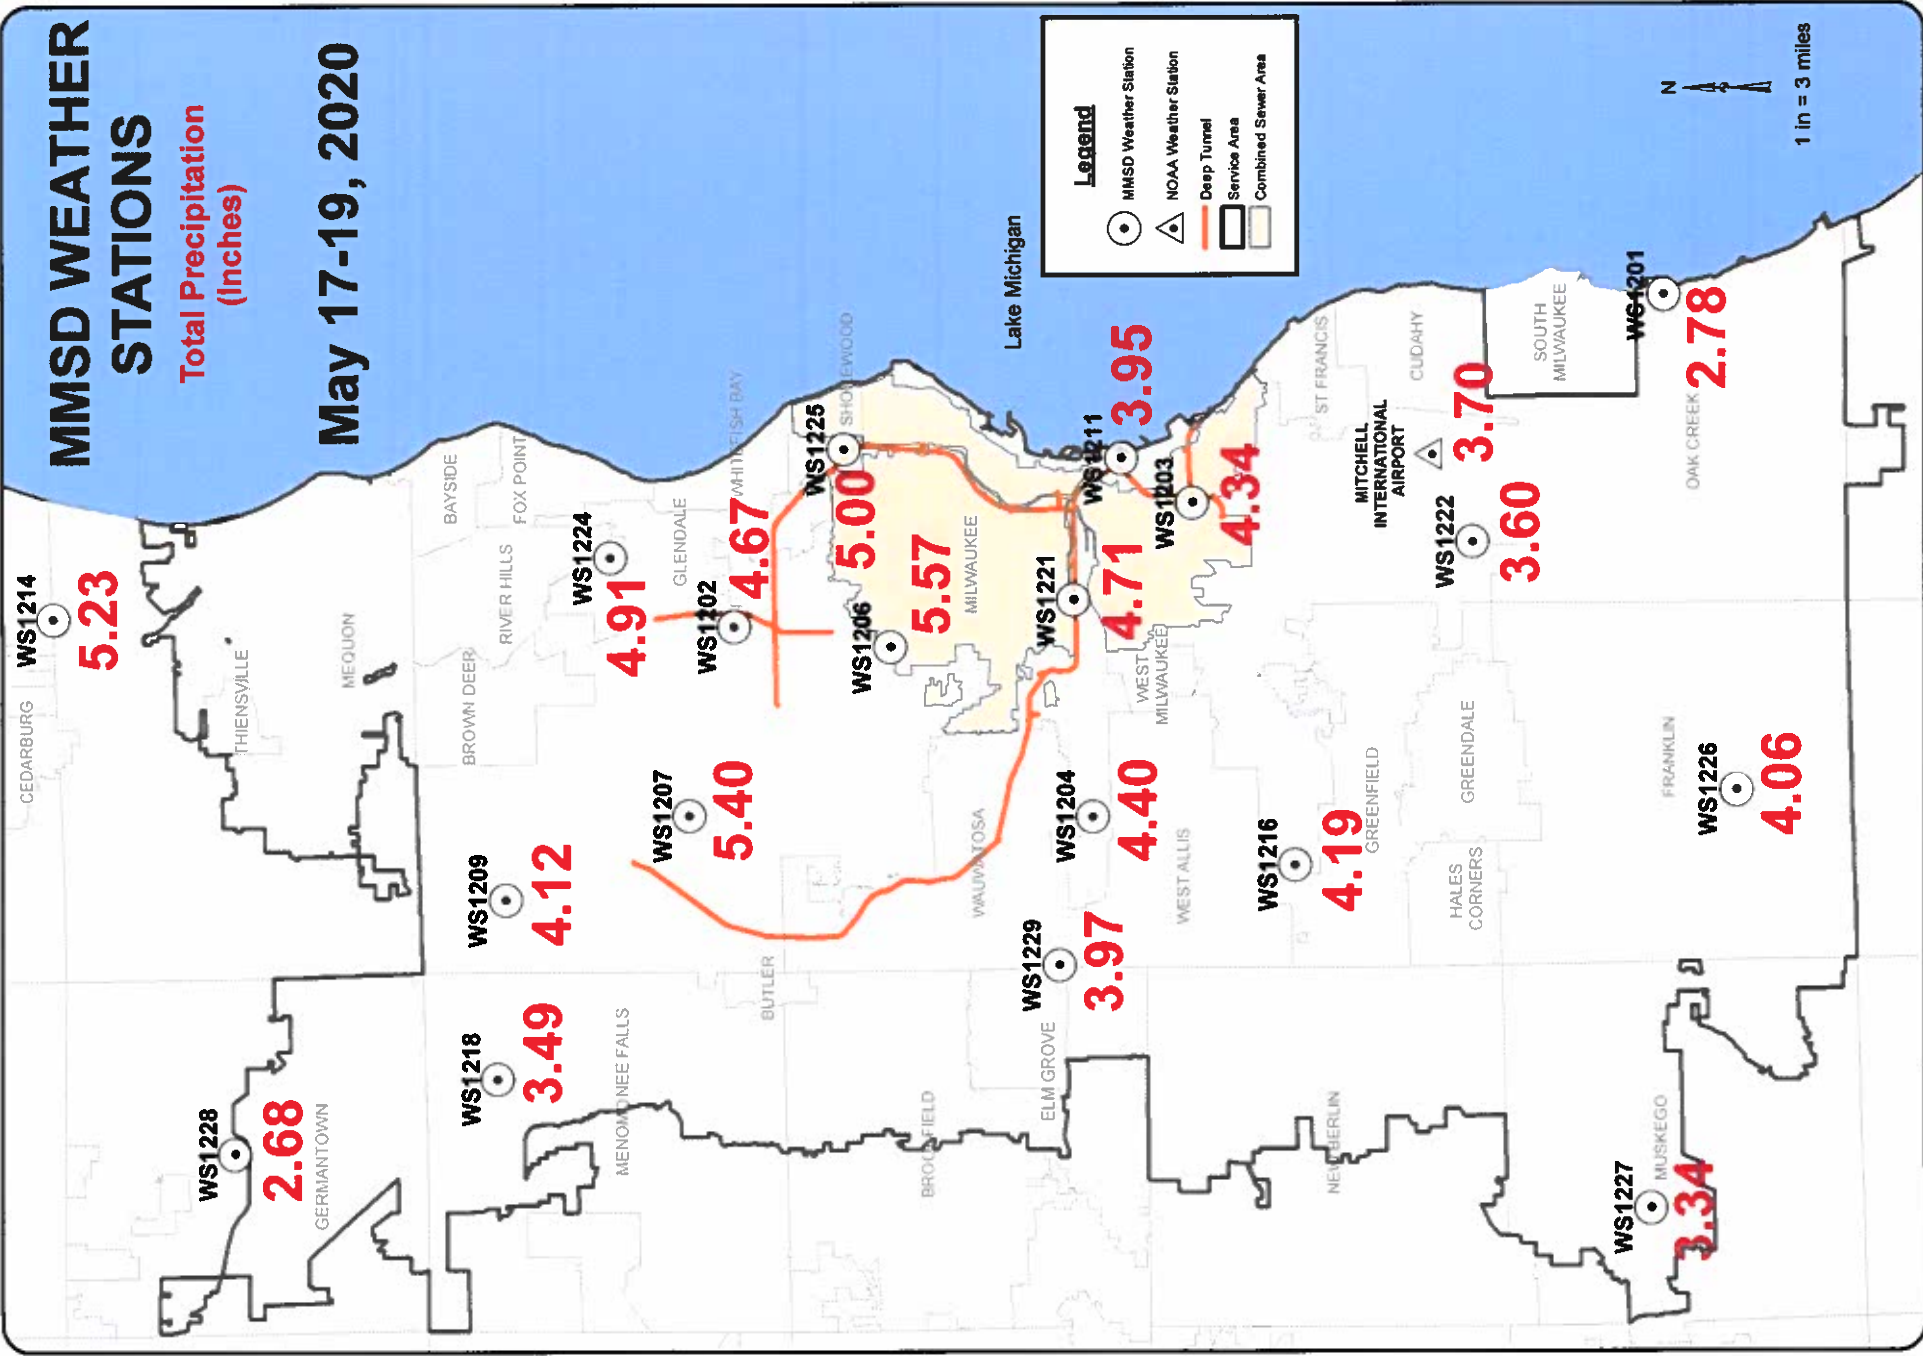 MMSD WEATHER
STATIONS
Total Precipitation
(Inches)
May 17-19, 2020
WS1214
5.23
CEDARBURG
THIENSVILLE
MEQUON
WS1228
2.68
GERMANTOWN
BAYSIDE
FOX POINT
RIVER HILLS
BROWN DEER
WS1224
4.91
GLENDALE
WHITEFISH BAY
WS1209
4.12
WS1218
3.49
MENOMONEE FALLS
WS1202
4.67
WS1207
5.40
BUTLER
SHOREWOOD
WS1225
5.00
WS1206
5.57
MILWAUKEE
WAUWATOSA
BROOKFIELD
Lake Michigan
WS1211
3.95
WS1221
4.71
WS1203
4.34
WEST
MILWAUKEE
WS1204
4.40
WEST ALLIS
WS1229
3.97
ELM GROVE
ST FRANCIS
CUDAHY
MITCHELL
INTERNATIONAL
AIRPORT
3.70
WS1222
3.60
WS1216
4.19
GREENFIELD
GREENDALE
HALES
CORNERS
NEW BERLIN
SOUTH
MILWAUKEE
2.78
OAK CREEK
FRANKLIN
WS1226
4.06
WS1227
3.34
MUSKEGO
Legend
MMSD Weather Station
NOAA Weather Station
Deep Tunnel
Service Area
Combined Sewer Area
N
1 in = 3 miles